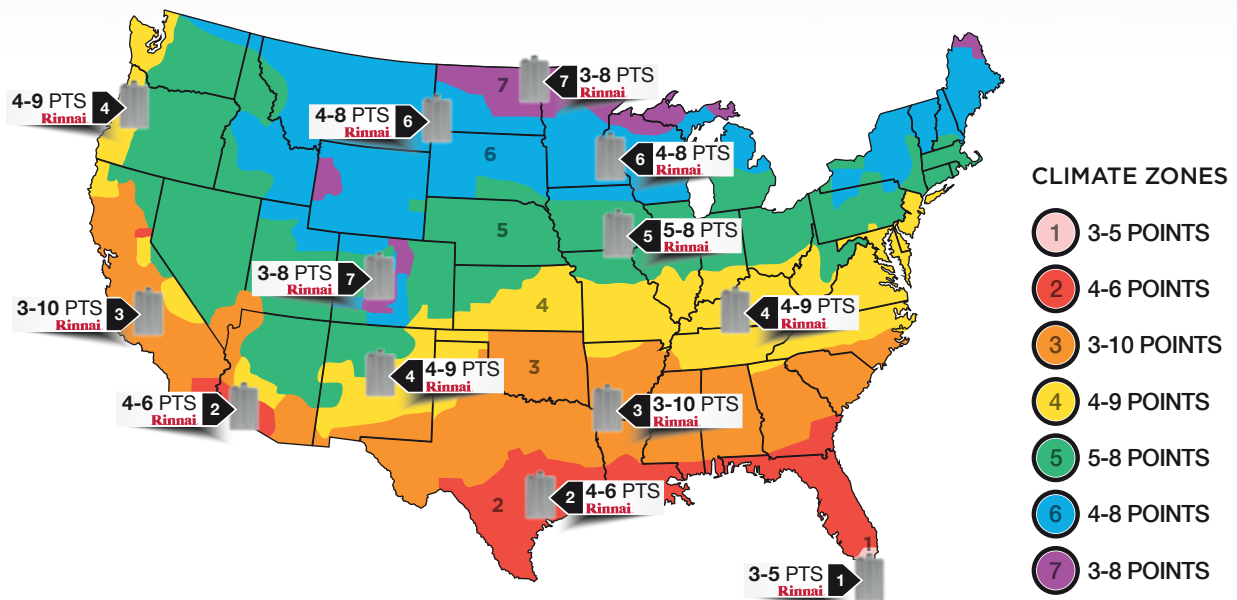 7
7 3-8 PTS
Rinnai
4-9 PTS 4
Rinnai
4-8 PTS 6
Rinnai
6
6 4-8 PTS
Rinnai
CLIMATE ZONES
1 3-5 POINTS
2 4-6 POINTS
3 3-10 POINTS
4 4-9 POINTS
5 5-8 POINTS
6 4-8 POINTS
7 3-8 POINTS
5
5 5-8 PTS
Rinnai
3-8 PTS 7
Rinnai
3-10 PTS 3
Rinnai
4
4 4-9 PTS
Rinnai
4 4-9 PTS
Rinnai
3
4-6 PTS 2
Rinnai
3 3-10 PTS
Rinnai
2
2 4-6 PTS
Rinnai
1
3-5 PTS 1
Rinnai